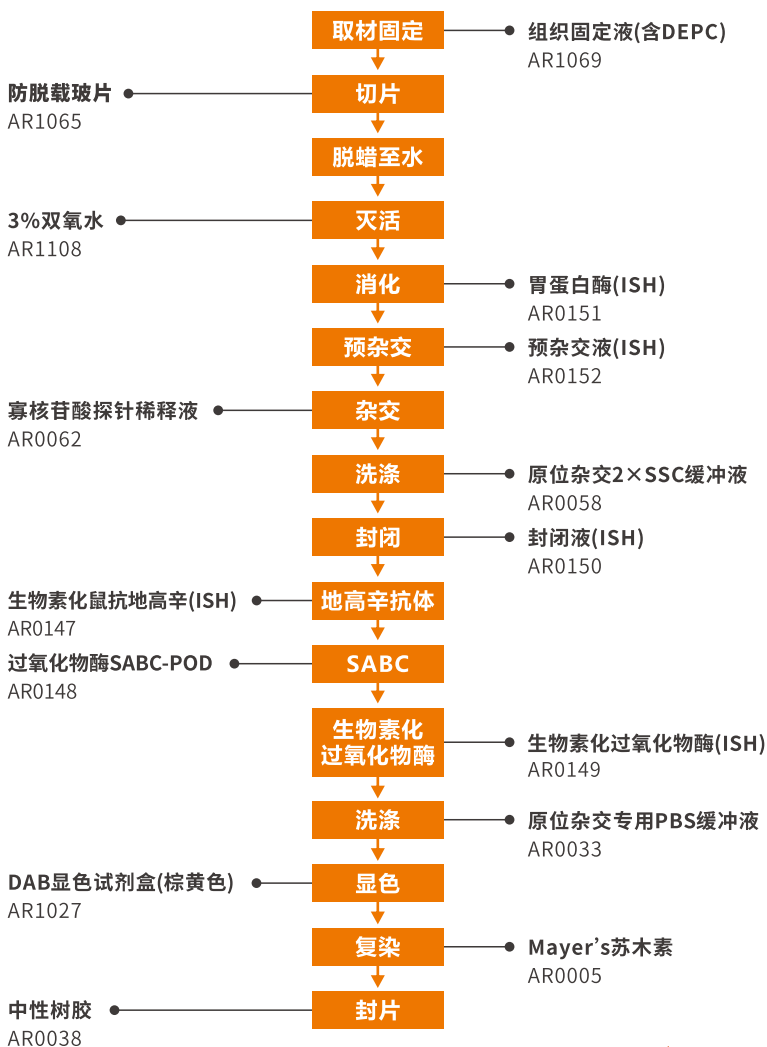 取材固定
组织固定液(含DEPC)
AR1069
防脱载玻片
AR1065
切片
脱蜡至水
3%双氧水
AR1108
灭活
消化
胃蛋白酶(ISH)
AR0151
预杂交
预杂交液(ISH)
AR0152
寡核苷酸探针稀释液
AR0062
杂交
洗涤
原位杂交2×SSC缓冲液
AR0058
封闭
封闭液(ISH)
AR0150
生物素化鼠抗地高辛(ISH)
AR0147
地高辛抗体
过氧化物酶SABC-POD
AR0148
SABC
生物素化
过氧化物酶
生物素化过氧化物酶(ISH)
AR0149
洗涤
原位杂交专用PBS缓冲液
AR0033
DAB显色试剂盒(棕黄色)
AR1027
显色
复染
Mayer’s苏木素
AR0005
中性树胶
AR0038
封片